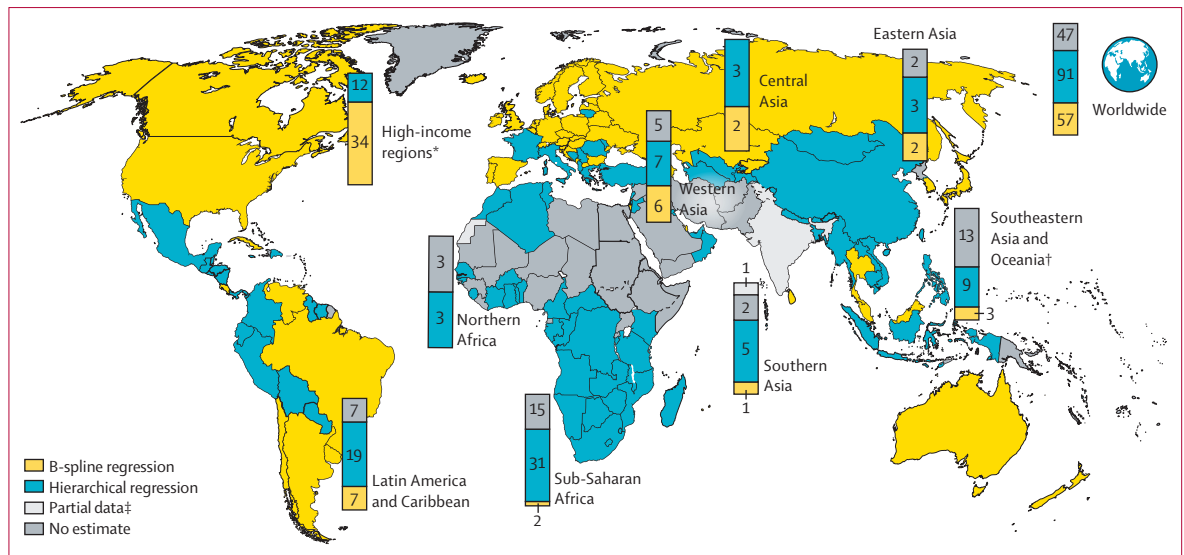 12
34
High-income
regions*
5
7
6
Western
Asia
3
2
Central
Asia
Eastern Asia
2
3
2
47
91
57
Worldwide
3
3
Northern
Africa
1
2
5
1
Southern
Asia
13
9
3
Southeastern
Asia and
Oceania†
7
19
7
Latin America
and Caribbean
15
31
2
Sub-Saharan
Africa
B-spline regression
Hierarchical regression
Partial data‡
No estimate